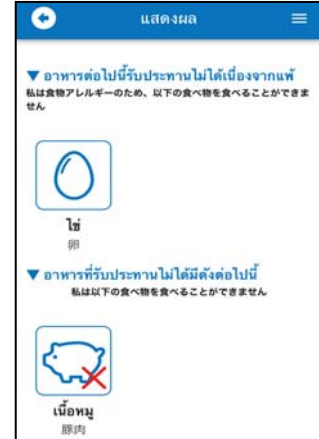 แสดงผล
▼ อาหารต่อไปนี้รับประทานไม่ได้เนื่องจากแพ้
私は食物アレルギーのため、以下の食べ物を食べることができま
せん
ไข่
卵
▼ อาหารที่รับประทานไม่ได้มีดังต่อไปนี้
私は以下の食べ物を食べることができません
เนื้อหมู
豚肉